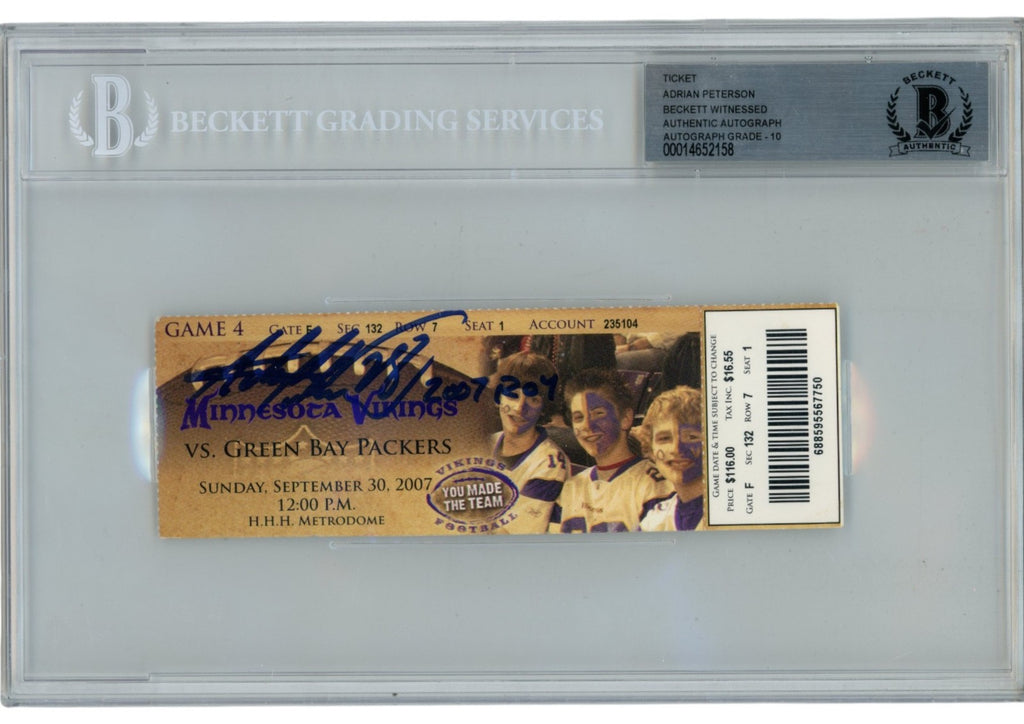 B
BECKETT GRADING SERVICES
TICKET
ADRIAN PETERSON
BECKETT WITNESSED
AUTHENTIC AUTOGRAPH
AUTOGRAPH GRADE - 10
00014652158
BECKETT
B
AUTHENTIC
GAME 4 GATE F SEC 132 ROW 7 SEAT 1 ACCOUNT 235104
2007 ROY
MINNESOTA VIKINGS
VS. GREEN BAY PACKERS
SUNDAY, SEPTEMBER 30, 2007
12:00 P.M.
H.H.H. METRODOME
VIKINGS
YOU MADE
THE TEAM
FOOTBALL
GAME DATE & TIME SUBJECT TO CHANGE
PRICE $116.00 TAX INC. $16.55
GATE F SEC 132 ROW 7 SEAT 1
688595567750